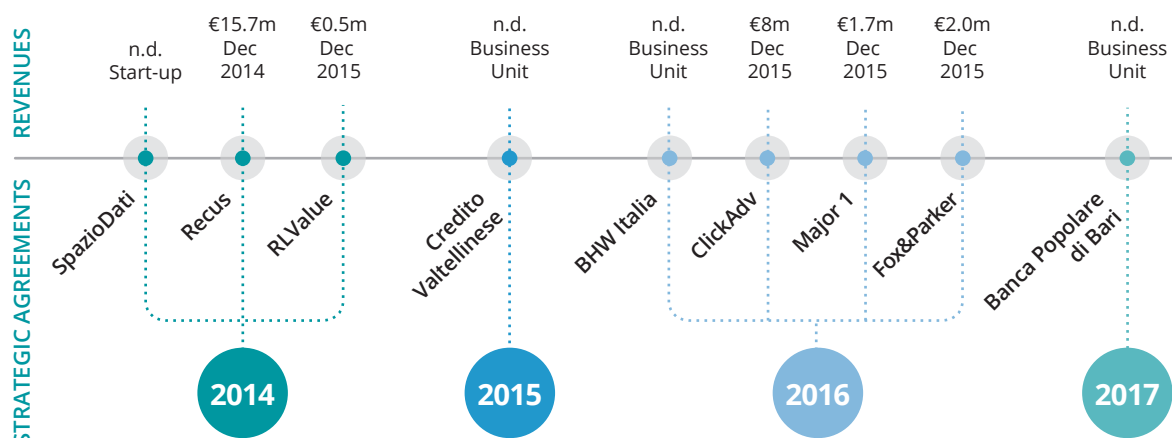 REVENUES
n.d.
Start-up
€15.7m
Dec
2014
€0.5m
Dec
2015
n.d.
Business
Unit
n.d.
Business
Unit
€8m
Dec
2015
€1.7m
Dec
2015
€2.0m
Dec
2015
n.d.
Business
Unit
STRATEGIC AGREEMENTS
SpazioDati
Recus
RLValue
Credito
Valtellinese
BHW Italia
ClickAdv
Major 1
Fox&Parker
Banca Popolare
di Bari
2014
2015
2016
2017